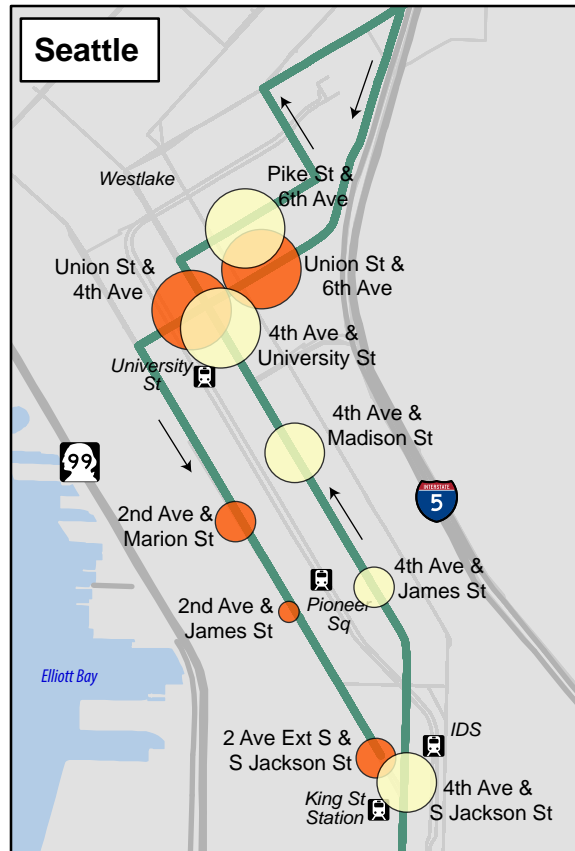 Seattle
Westlake
Pike St &
6th Ave
Union St &
4th Ave
Union St &
6th Ave
4th Ave &
University St
University
St
4th Ave &
Madison St
99
INTERSTATE
5
2nd Ave &
Marion St
4th Ave &
James St
2nd Ave &
James St
Pioneer
Sq
Elliott Bay
2 Ave Ext S &
S Jackson St
IDS
King St
Station
4th Ave &
S Jackson St